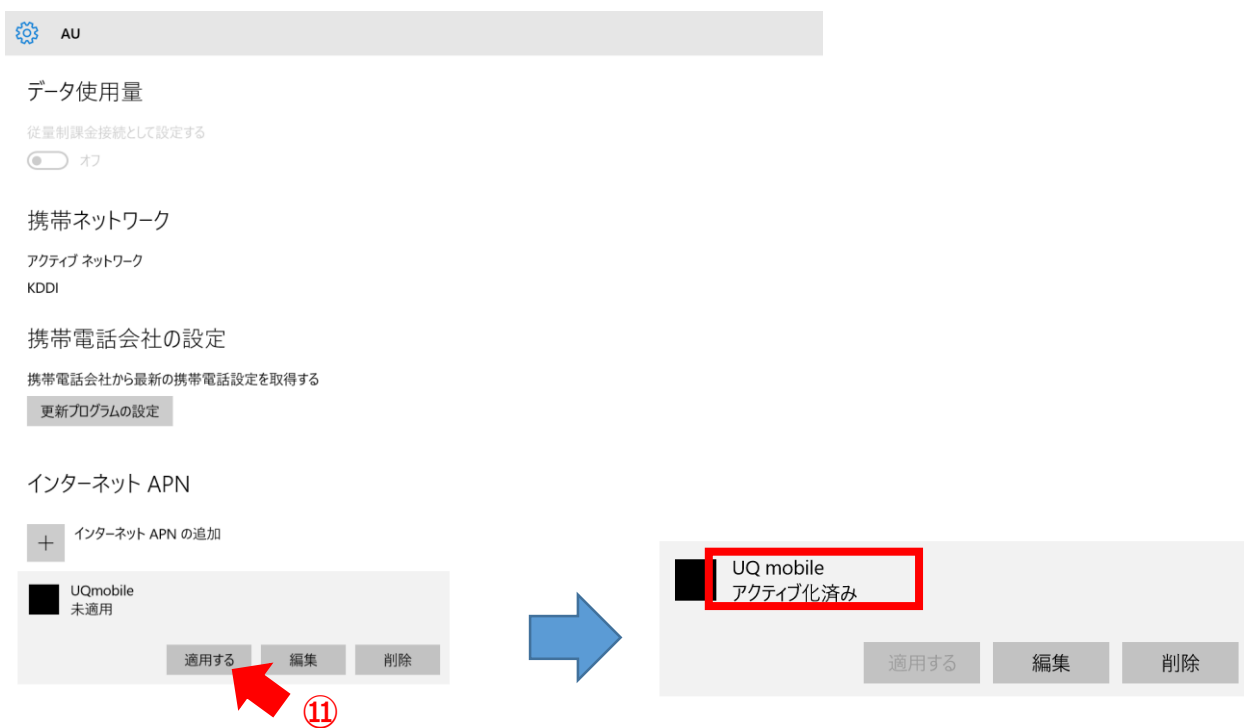 AU
データ使用量
従量制課金接続として設定する
オフ
携帯ネットワーク
アクティブ ネットワーク
KDDI
携帯電話会社の設定
携帯電話会社から最新の携帯電話設定を取得する
更新プログラムの設定
インターネット APN
+ インターネット APN の追加
UQmobile
未適用
適用する 編集 削除
⑪
UQ mobile
アクティブ化済み
適用する 編集 削除